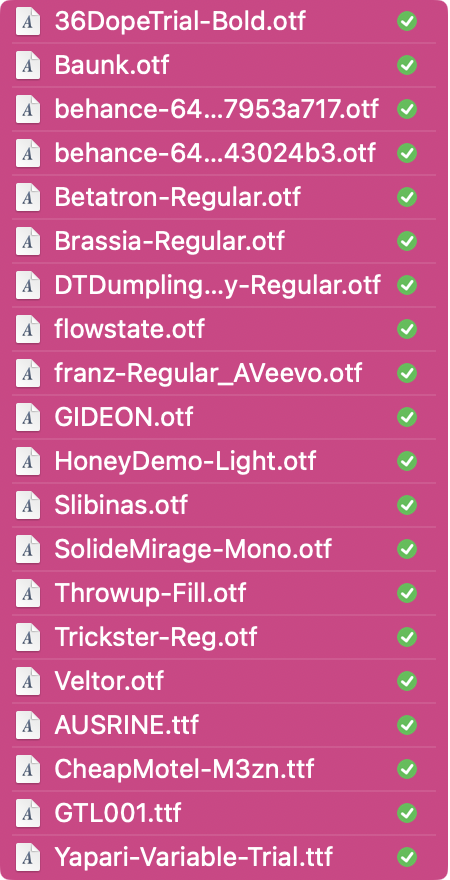 36DopeTrial-Bold.otf
Baunk.otf
behance-64...7953a717.otf
behance-64...43024b3.otf
Betatron-Regular.otf
Brassia-Regular.otf
DTDumpling...y-Regular.otf
flowstate.otf
franz-Regular_AVeevo.otf
GIDEON.otf
HoneyDemo-Light.otf
Slibinas.otf
SolideMirage-Mono.otf
Throwup-Fill.otf
Trickster-Reg.otf
Veltor.otf
AUSRINE.ttf
CheapMotel-M3zn.ttf
GTL001.ttf
Yapari-Variable-Trial.ttf